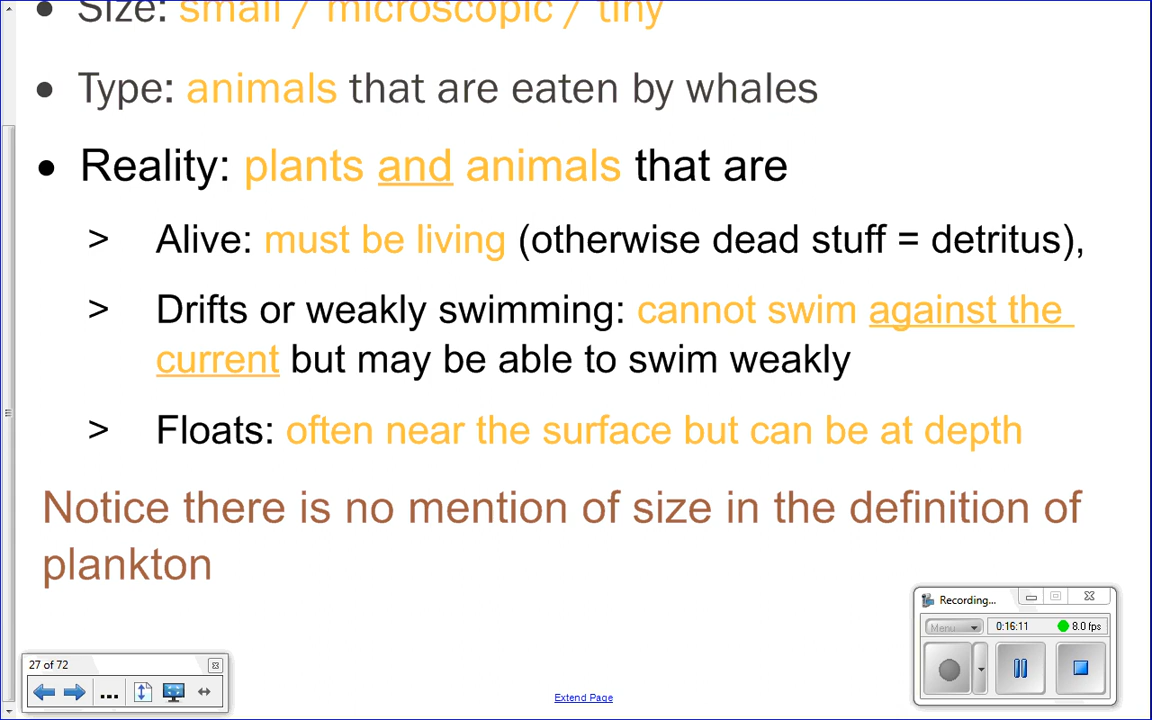 • Size: small / microscopic / tiny
• Type: animals that are eaten by whales
• Reality: plants and animals that are
> Alive: must be living (otherwise dead stuff = detritus),
> Drifts or weakly swimming: cannot swim against the
current but may be able to swim weakly
> Floats: often near the surface but can be at depth
Notice there is no mention of size in the definition of
plankton
Recording...
Menu 0:16:11 8.0 fps
27 of 72
...
Extend Page